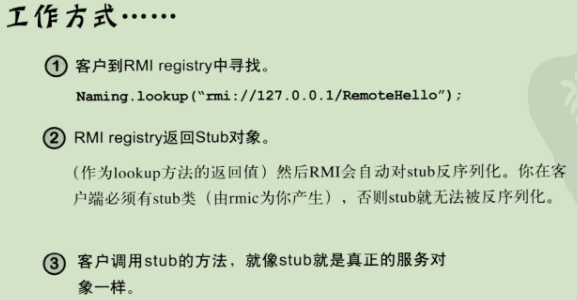 工作方式……
① 客户到RMI registry中寻找。
Naming.lookup(“rmi://127.0.0.1/RemoteHello”);
② RMI registry返回Stub对象。
（作为lookup方法的返回值）然后RMI会自动对stub反序列化。你在客
户端必须有stub类（由rmic为你产生），否则stub就无法被反序列化。
③ 客户调用stub的方法，就像stub就是真正的服务对
象一样。